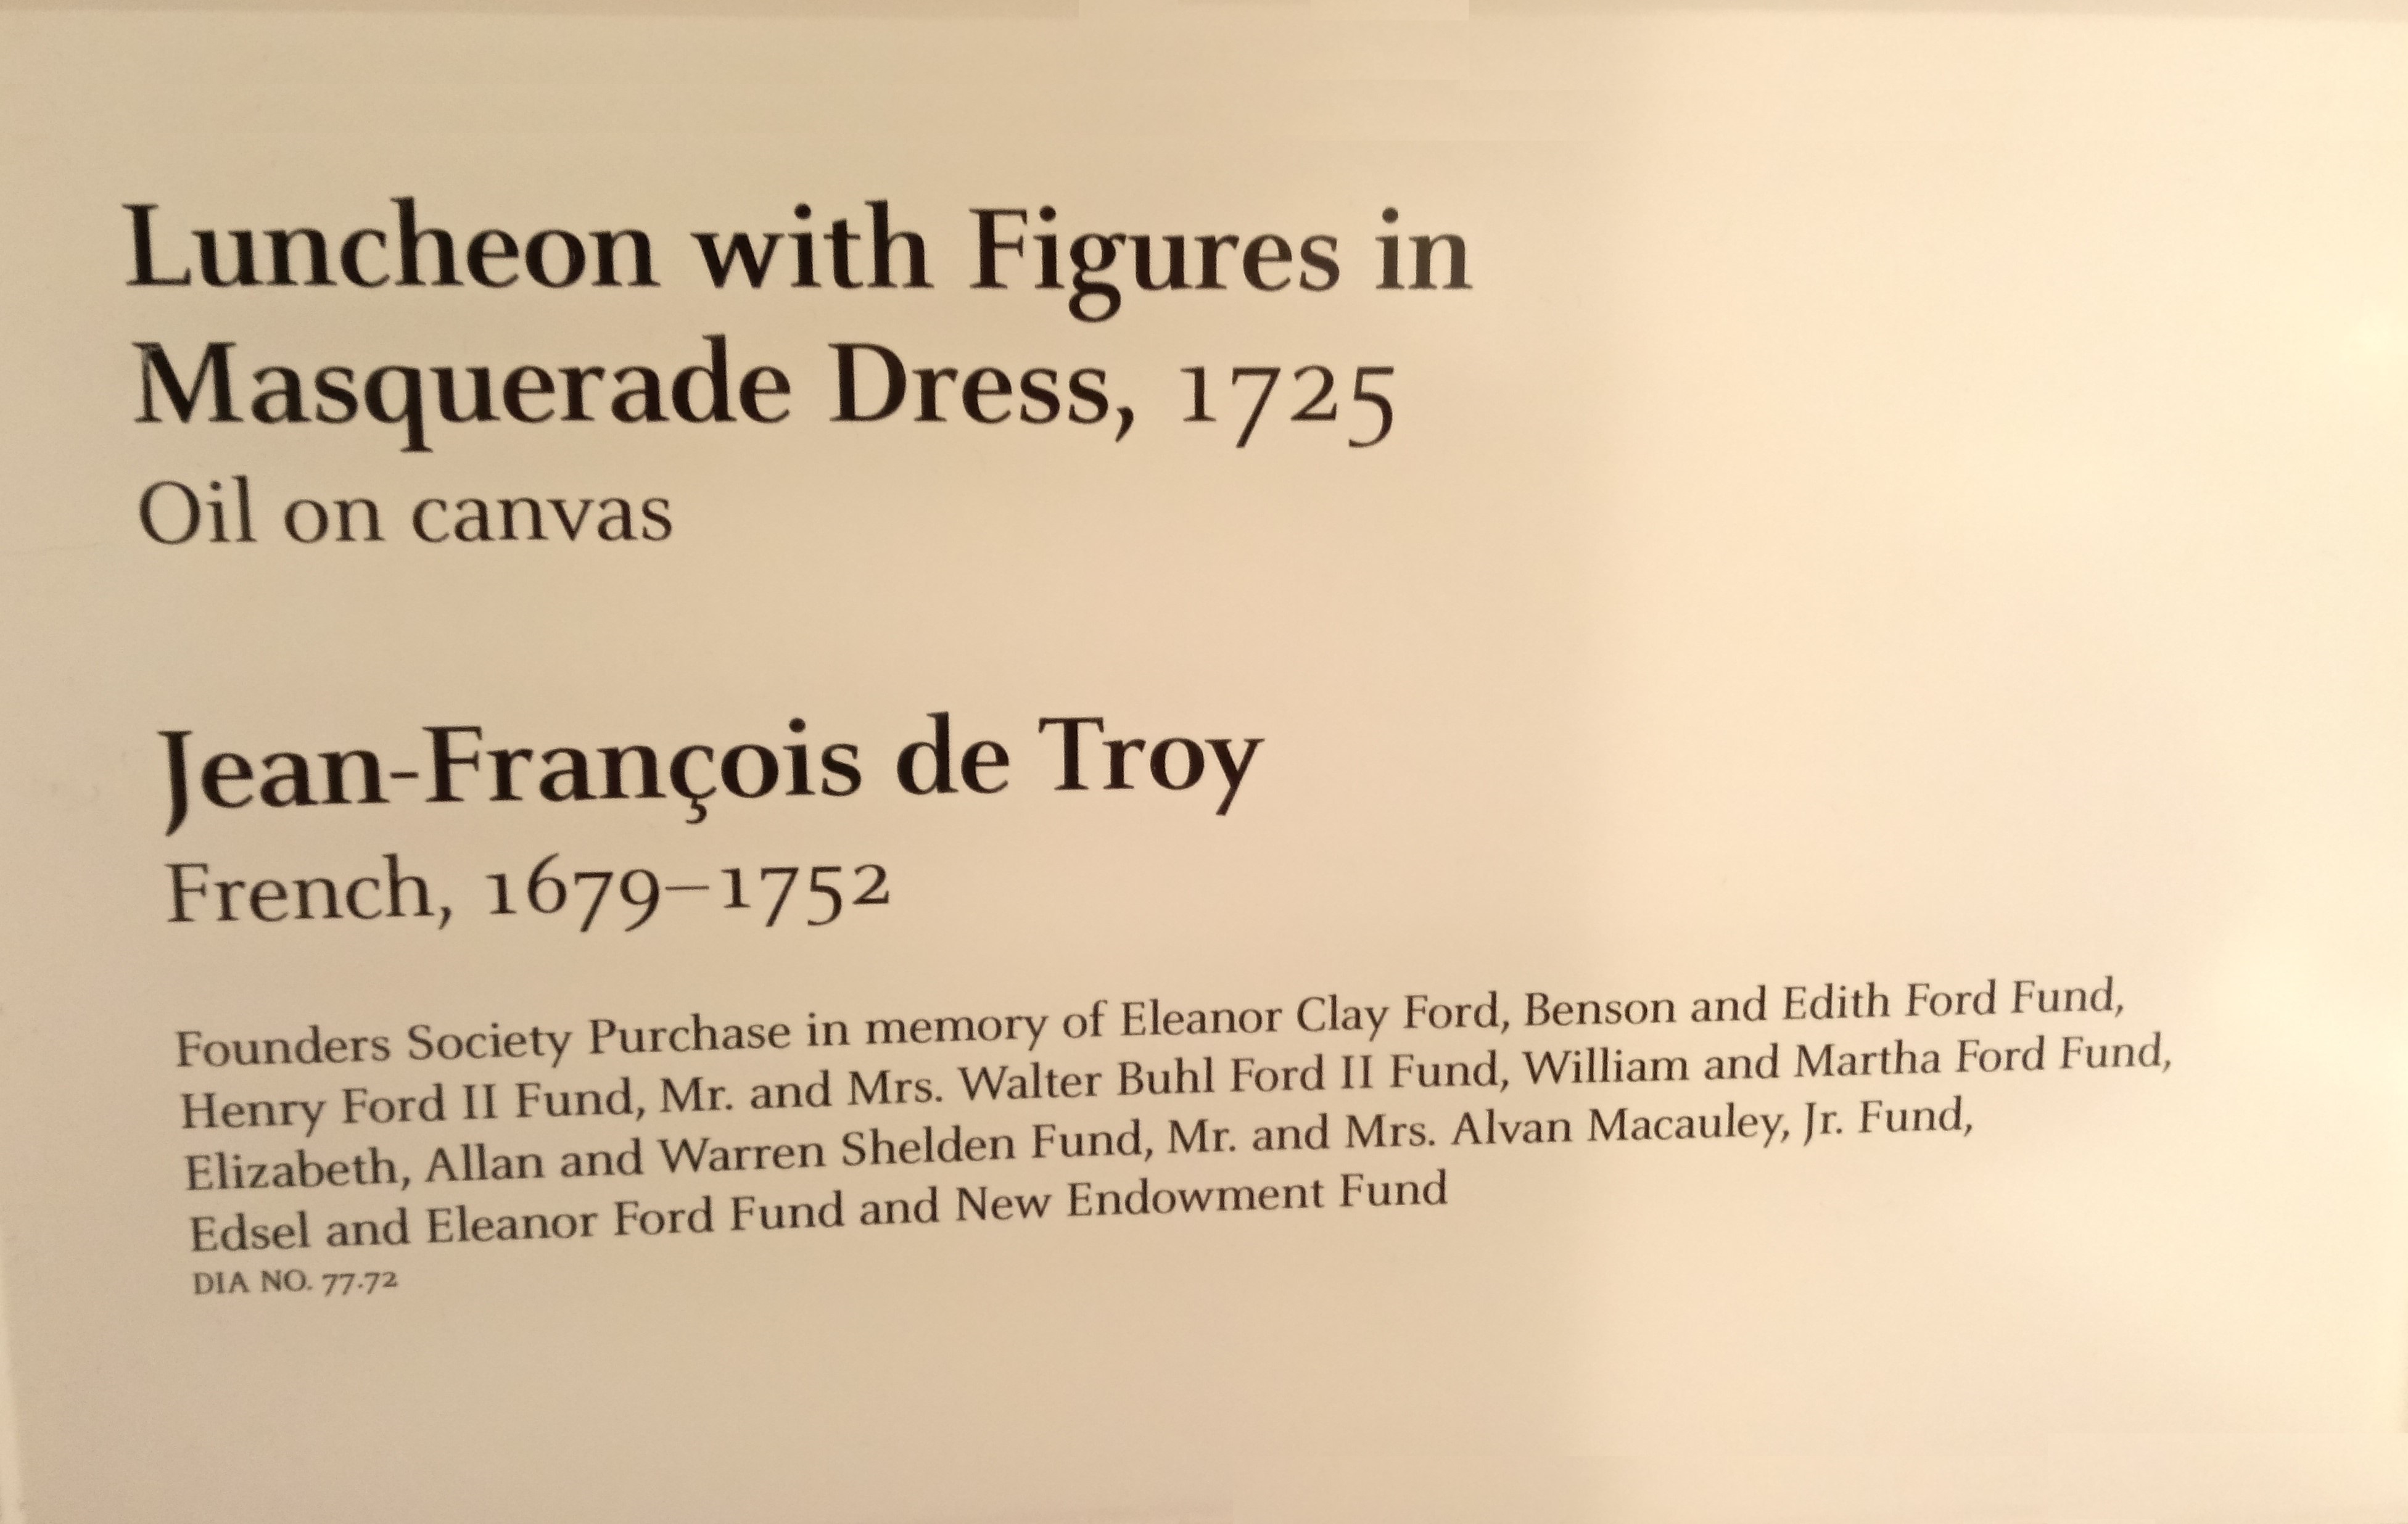 Luncheon with Figures in
Masquerade Dress, 1725
Oil on canvas
Jean-François de Troy
French, 1679–1752
Founders Society Purchase in memory of Eleanor Clay Ford, Benson and Edith Ford Fund,
Henry Ford II Fund, Mr. and Mrs. Walter Buhl Ford II Fund, William and Martha Ford Fund,
Elizabeth, Allan and Warren Shelden Fund, Mr. and Mrs. Alvan Macauley, Jr. Fund,
Edsel and Eleanor Ford Fund and New Endowment Fund
DIA NO. 77.72